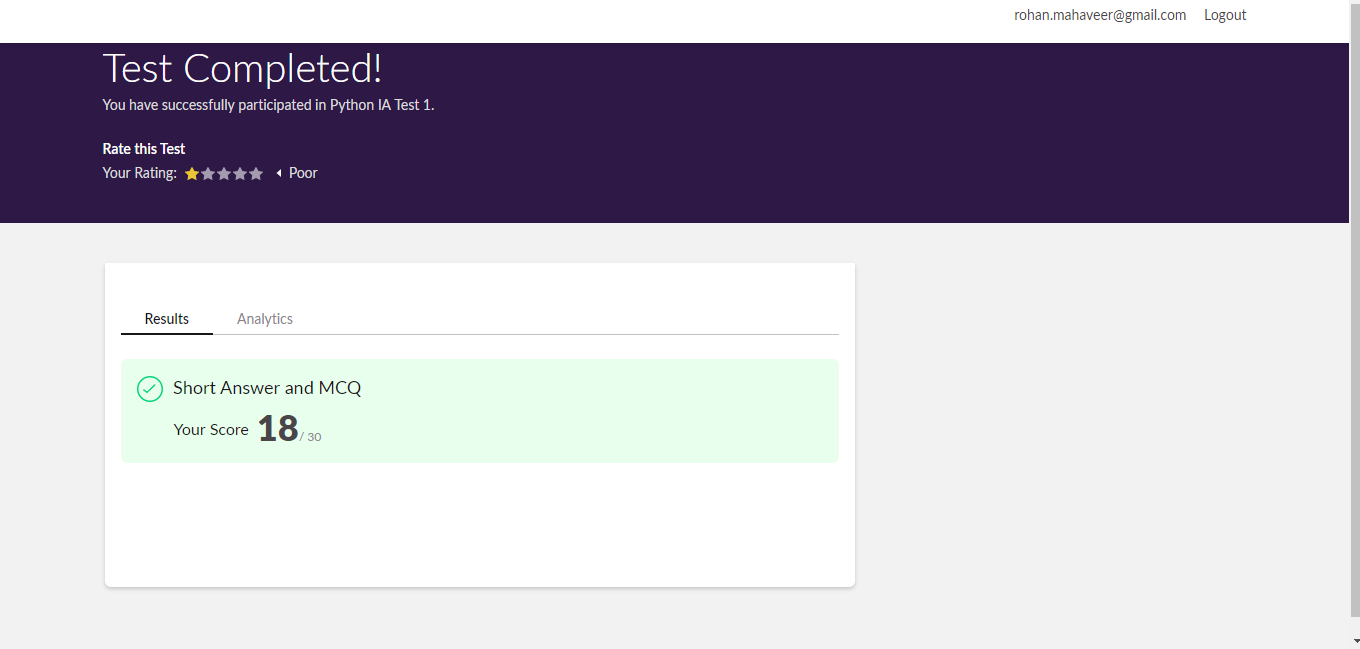 rohan.mahaveer@gmail.com Logout
Test Completed!
You have successfully participated in Python IA Test 1.
Rate this Test
Your Rating: Poor
Results Analytics
Short Answer and MCQ
Your Score 18 / 30